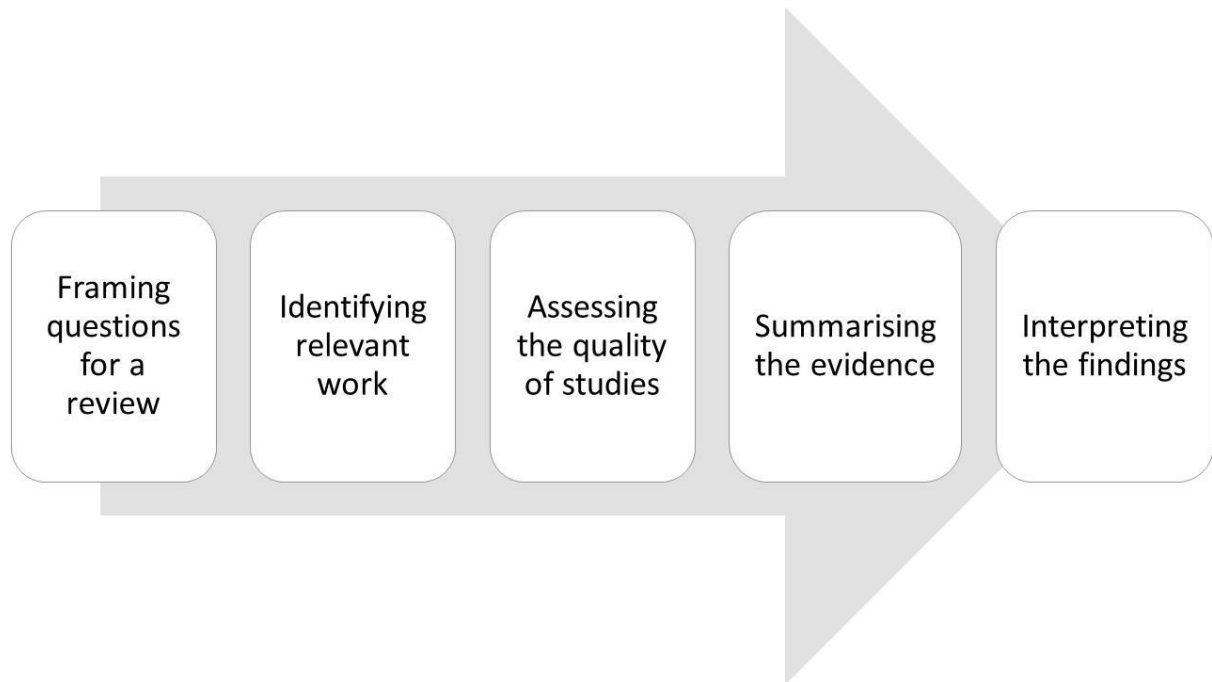 Framing
questions
for a
review
Identifying
relevant
work
Assessing
the quality
of studies
Summarising
the evidence
Interpreting
the findings